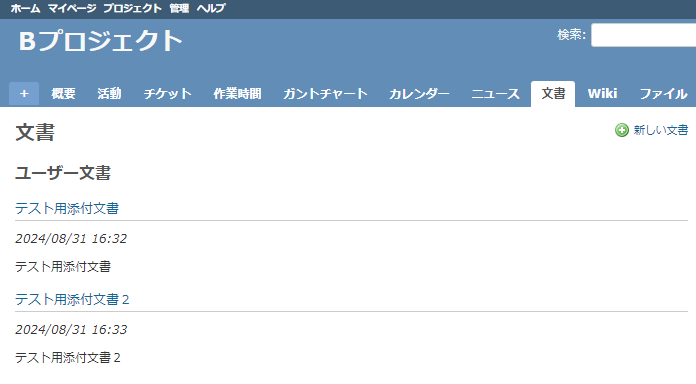 ホーム マイページ プロジェクト 管理 ヘルプ
Bプロジェクト
検索:
+ 概要 活動 チケット 作業時間 ガントチャート カレンダー ニュース 文書 Wiki ファイル
文書
新しい文書
ユーザー文書
テスト用添付文書
2024/08/31 16:32
テスト用添付文書
テスト用添付文書２
2024/08/31 16:33
テスト用添付文書２